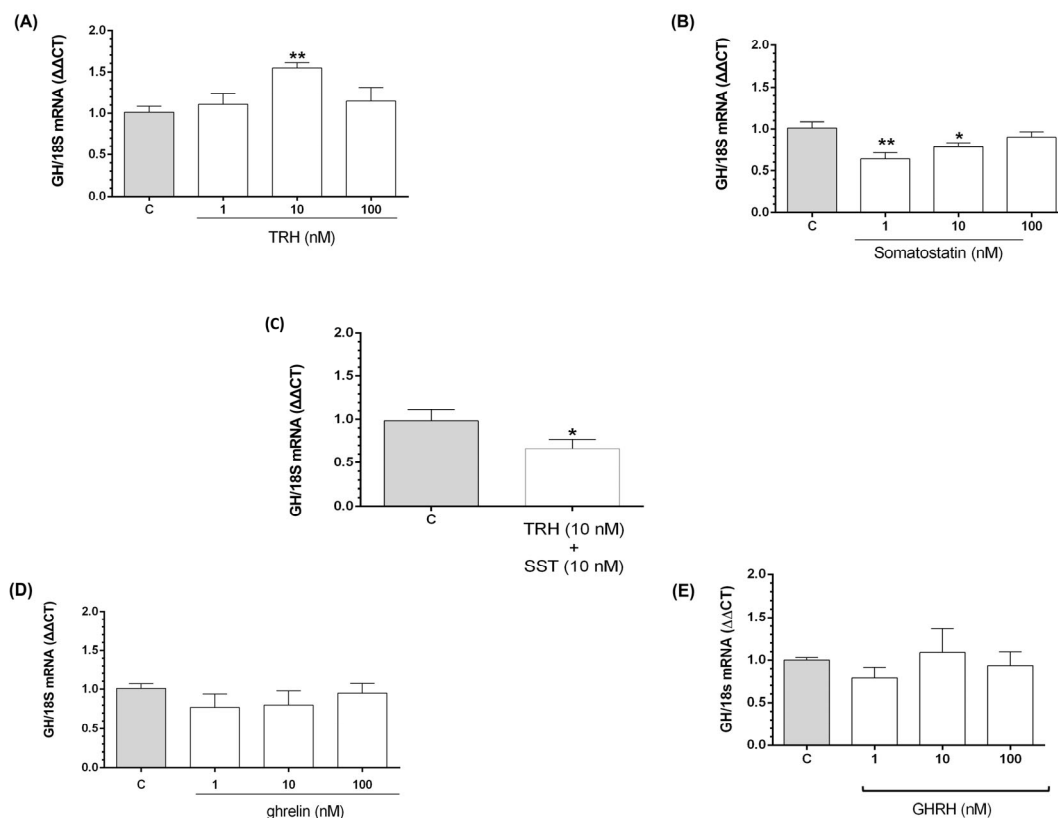 (A)
GH/18S mRNA (ΔΔCT)
2.0
1.5
1.0
0.5
0.0
**
C 1 10 100
TRH (nM)
(B)
GH/18S mRNA (ΔΔCT)
2.0
1.5
1.0
0.5
0.0
** *
C 1 10 100
Somatostatin (nM)
(C)
GH/18S mRNA (ΔΔCT)
2.0
1.5
1.0
0.5
0.0
*
C TRH (10 nM)
+
SST (10 nM)
(D)
GH/18S mRNA (ΔΔCT)
2.0
1.5
1.0
0.5
0.0
C 1 10 100
ghrelin (nM)
(E)
GH/18s mRNA (ΔΔCT)
2.0
1.5
1.0
0.5
0.0
C 1 10 100
GHRH (nM)